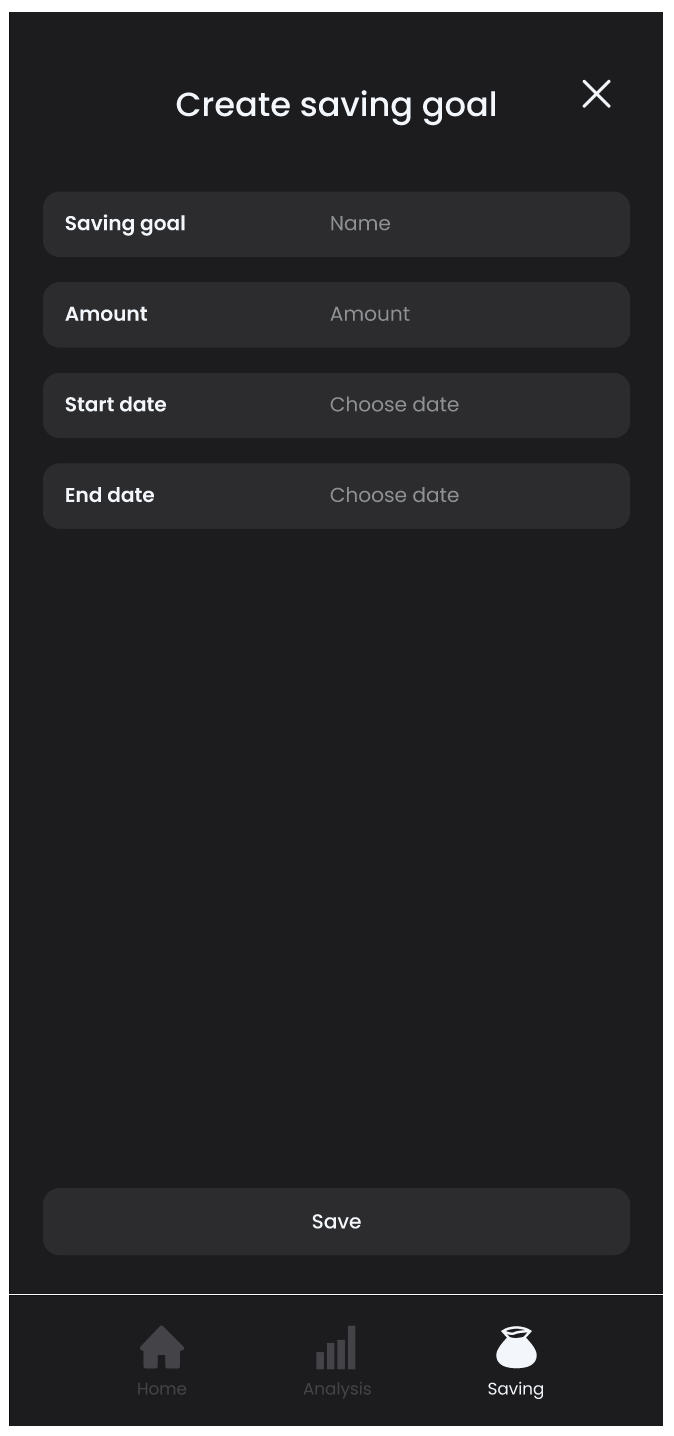 Create saving goal
Saving goal Name
Amount Amount
Start date Choose date
End date Choose date
Save
Home Analysis Saving